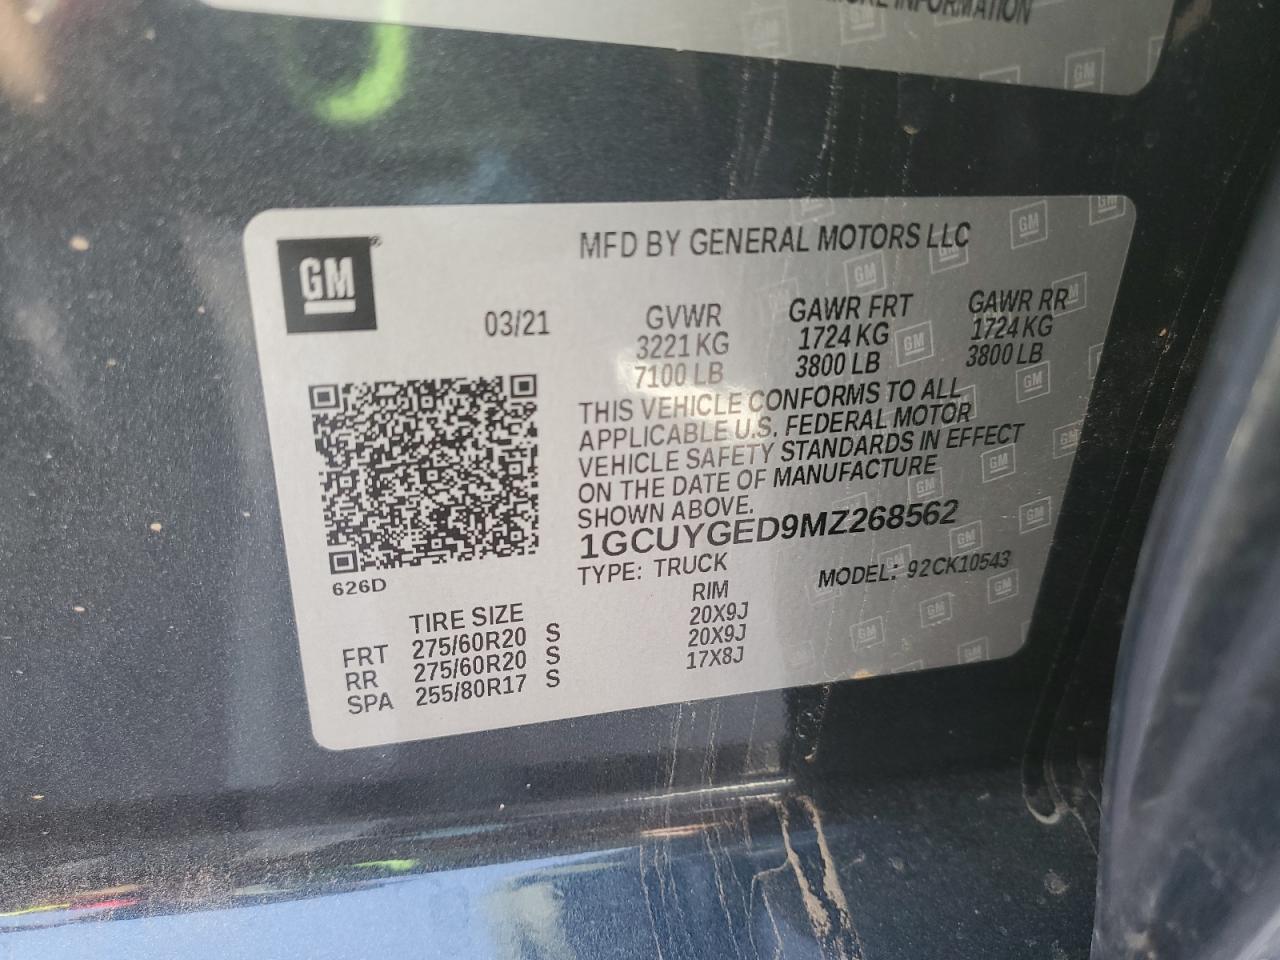 MORE INFORMATION
GM
MFD BY GENERAL MOTORS LLC
03/21
GVWR GAWR FRT GAWR RR
3221 KG 1724 KG 1724 KG
7100 LB 3800 LB 3800 LB
THIS VEHICLE CONFORMS TO ALL
APPLICABLE U.S. FEDERAL MOTOR
VEHICLE SAFETY STANDARDS IN EFFECT
ON THE DATE OF MANUFACTURE
SHOWN ABOVE.
1GCUYGED9MZ268562
TYPE: TRUCK MODEL: 92CK10543
626D
TIRE SIZE RIM
FRT 275/60R20 S 20X9J
RR 275/60R20 S 20X9J
SPA 255/80R17 S 17X8J